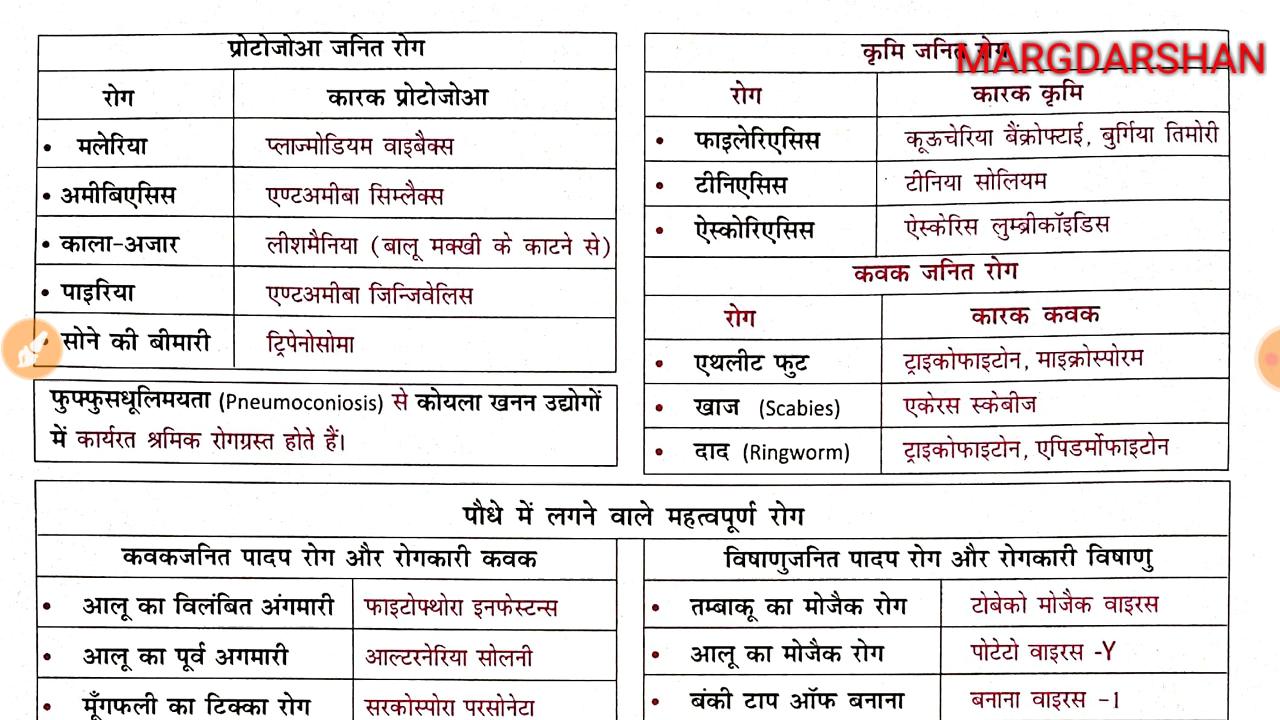 MARGDARSHAN
प्रोटोजोआ जनित रोग
रोग कारक प्रोटोजोआ
• मलेरिया प्लाज्मोडियम वाइबैक्स
• अमीबिएसिस एण्टअमीबा सिम्लैक्स
• काला-अजार लीशमैनिया (बालू मक्खी के काटने से)
• पाइरिया एण्टअमीबा जिन्जिवेलिस
• सोने की बीमारी ट्रिपेनोसोमा
फुफ्फुसधूलिमयता (Pneumoconiosis) से कोयला खनन उद्योगों
में कार्यरत श्रमिक रोगग्रस्त होते हैं।
कृमि जनित रोग
रोग कारक कृमि
• फाइलेरिएसिस वूऊचेरिया बैंक्रोफ्टाई, बुर्गिया तिमोरी
• टीनिएसिस टीनिया सोलियम
• ऐस्कोरिएसिस ऐस्केरिस लुम्ब्रीकॉइडिस
कवक जनित रोग
रोग कारक कवक
• एथलीट फुट ट्राइकोफाइटोन, माइक्रोस्पोरम
• खाज (Scabies) एकेरस स्केबीज
• दाद (Ringworm) ट्राइकोफाइटोन, एपिडर्मोफाइटोन
पौधे में लगने वाले महत्वपूर्ण रोग
कवकजनित पादप रोग और रोगकारी कवक
• आलू का विलंबित अंगमारी फाइटोफ्थोरा इनफेस्टन्स
• आलू का पूर्व अगमारी आल्टरनेरिया सोलनी
• मूँगफली का टिक्का रोग सरकोस्पोरा परसोनेटा
विषाणुजनित पादप रोग और रोगकारी विषाणु
• तम्बाकू का मोजैक रोग टोबेको मोजैक वाइरस
• आलू का मोजैक रोग पोटेटो वाइरस -Y
• बंकी टाप ऑफ बनाना बनाना वाइरस -1